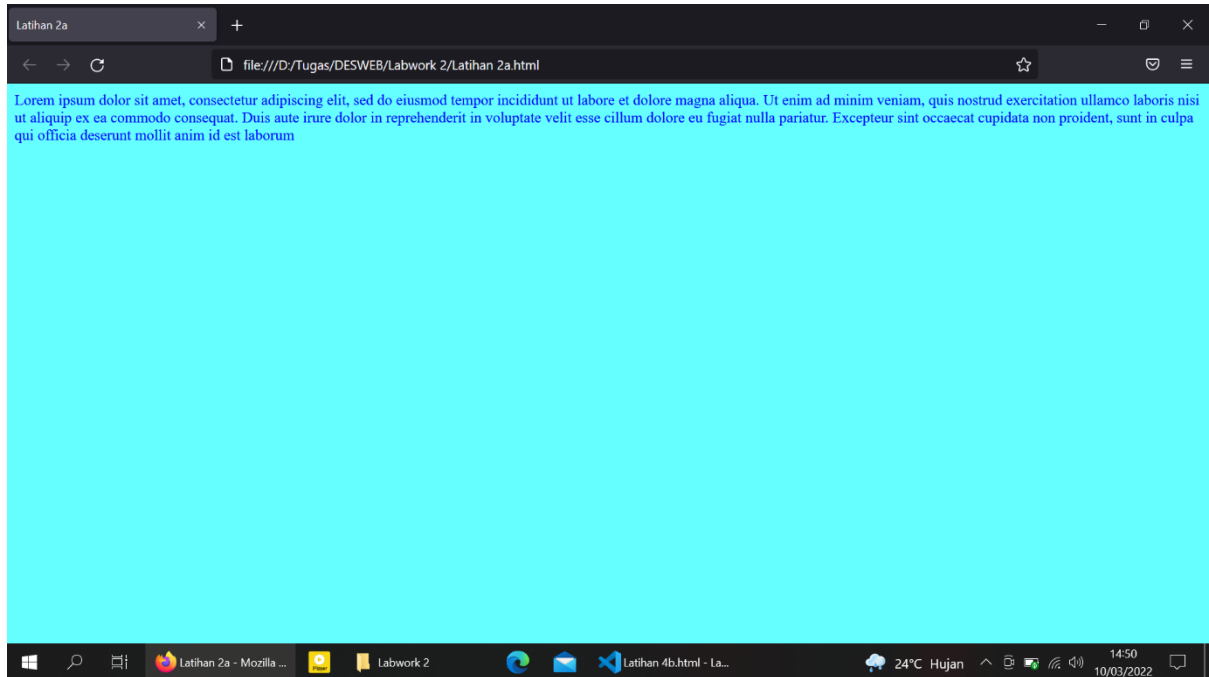 Latihan 2a
file:///D:/Tugas/DESWEB/Labwork 2/Latihan 2a.html
Lorem ipsum dolor sit amet, consectetur adipiscing elit, sed do eiusmod tempor incididunt ut labore et dolore magna aliqua. Ut enim ad minim veniam, quis nostrud exercitation ullamco laboris nisi
ut aliquip ex ea commodo consequat. Duis aute irure dolor in reprehenderit in voluptate velit esse cillum dolore eu fugiat nulla pariatur. Excepteur sint occaecat cupidata non proident, sunt in culpa
qui officia deserunt mollit anim id est laborum
Latihan 2a - Mozilla ...
Labwork 2
Latihan 4b.html - La...
24°C Hujan
14:50
10/03/2022